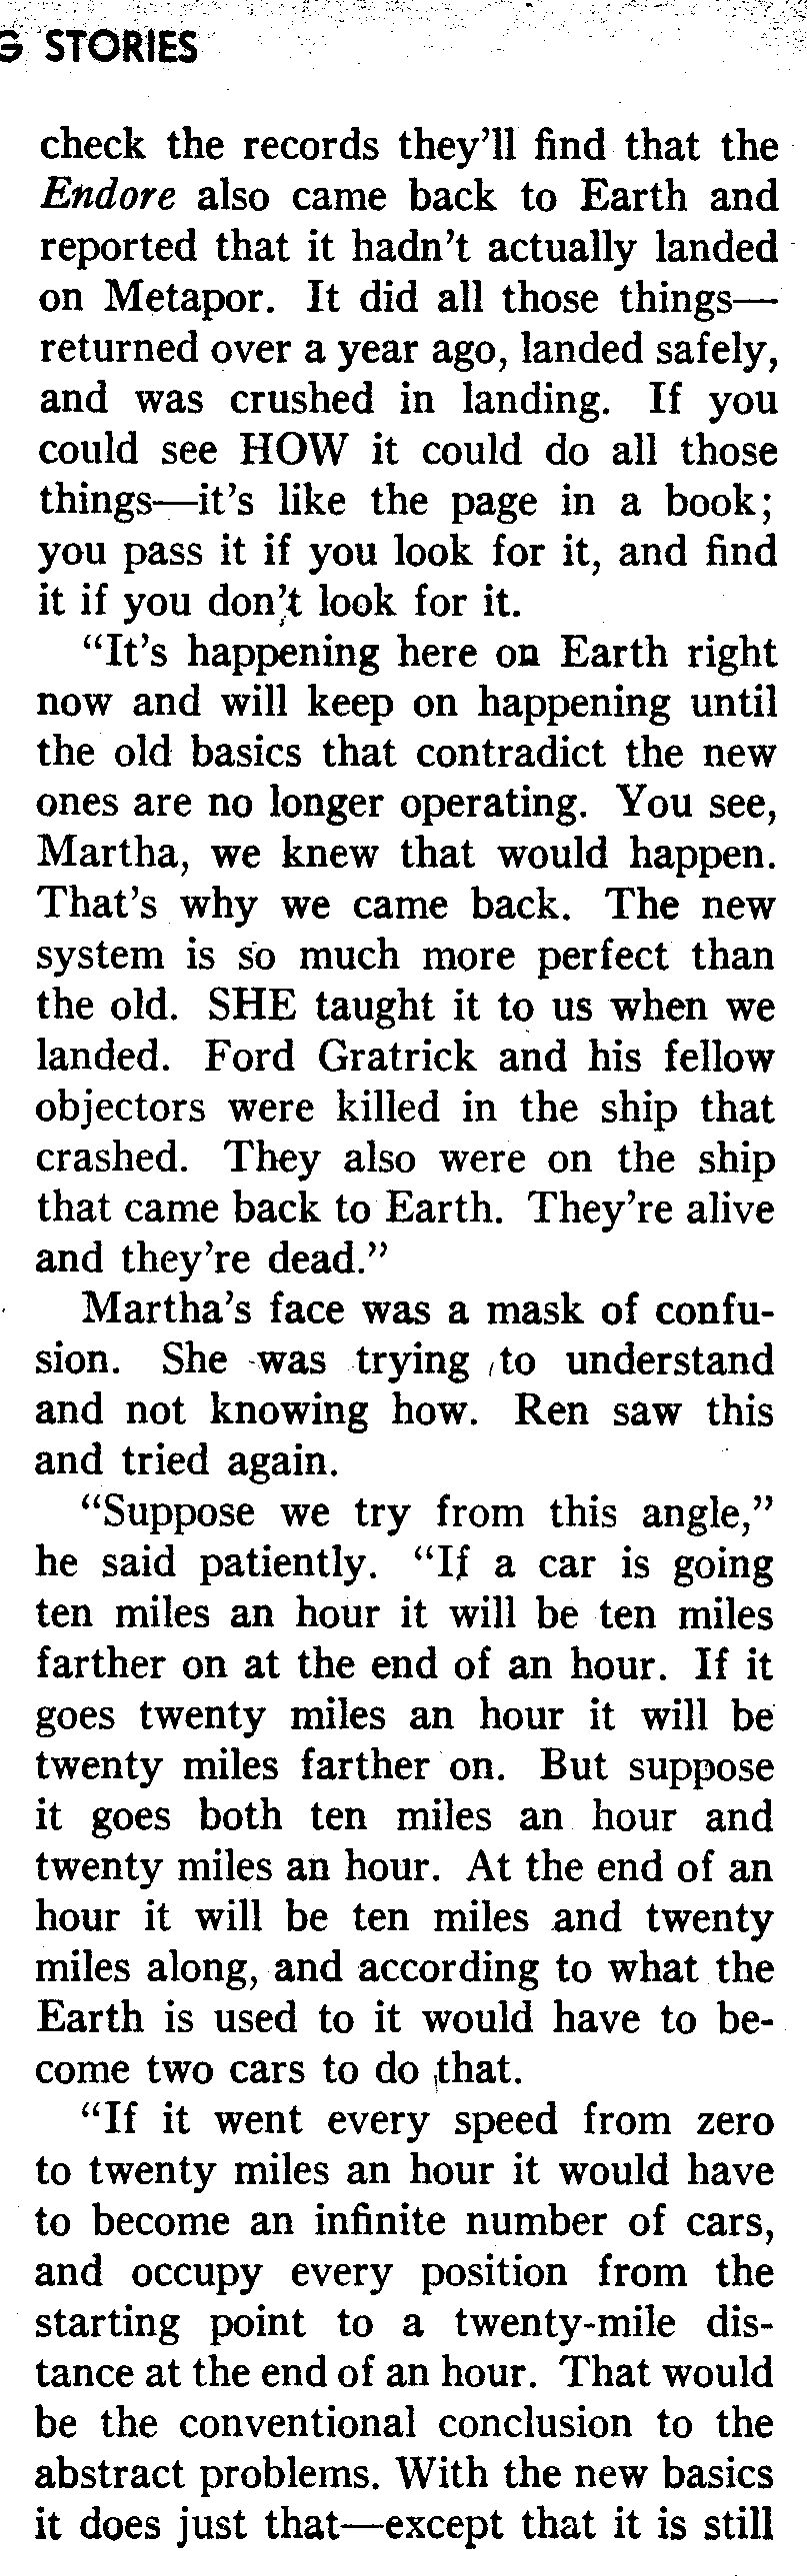 STORIES
check the records they'll find that the
Endore also came back to Earth and
reported that it hadn't actually landed
on Metapor. It did all those things—
returned over a year ago, landed safely,
and was crushed in landing. If you
could see HOW it could do all those
things—it's like the page in a book;
you pass it if you look for it, and find
it if you don't look for it.
"It's happening here on Earth right
now and will keep on happening until
the old basics that contradict the new
ones are no longer operating. You see,
Martha, we knew that would happen.
That's why we came back. The new
system is so much more perfect than
the old. SHE taught it to us when we
landed. Ford Gratrick and his fellow
objectors were killed in the ship that
crashed. They also were on the ship
that came back to Earth. They're alive
and they're dead."
Martha's face was a mask of confu-
sion. She was trying to understand
and not knowing how. Ren saw this
and tried again.
"Suppose we try from this angle,"
he said patiently. "If a car is going
ten miles an hour it will be ten miles
farther on at the end of an hour. If it
goes twenty miles an hour it will be
twenty miles farther on. But suppose
it goes both ten miles an hour and
twenty miles an hour. At the end of an
hour it will be ten miles and twenty
miles along, and according to what the
Earth is used to it would have to be-
come two cars to do that.
"If it went every speed from zero
to twenty miles an hour it would have
to become an infinite number of cars,
and occupy every position from the
starting point to a twenty-mile dis-
tance at the end of an hour. That would
be the conventional conclusion to the
abstract problems. With the new basics
it does just that—except that it is still